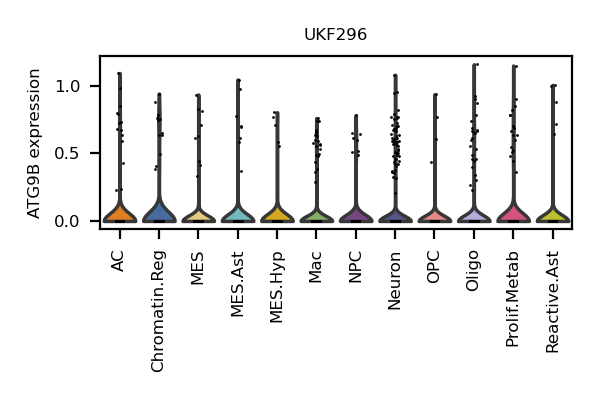 UKF296
ATG9B expression
1.0
0.5
0.0
AC
Chromatin.Reg
MES
MES.Ast
MES.Hyp
Mac
NPC
Neuron
OPC
Oligo
Prolif.Metab
Reactive.Ast